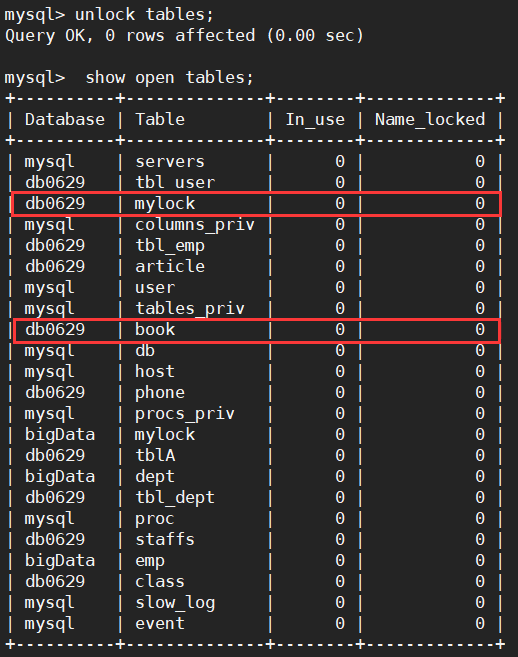 mysql> unlock tables;
Query OK, 0 rows affected (0.00 sec)
mysql>  show open tables;
+----------+--------------+--------+-------------+
| Database | Table        | In_use | Name_locked |
+----------+--------------+--------+-------------+
| mysql    | servers      |      0 |           0 |
| db0629   | tbl user     |      0 |           0 |
| db0629   | mylock       |      0 |           0 |
| mysql    | columns_priv |      0 |           0 |
| db0629   | tbl_emp      |      0 |           0 |
| db0629   | article      |      0 |           0 |
| mysql    | user         |      0 |           0 |
| mysql    | tables_priv  |      0 |           0 |
| db0629   | book         |      0 |           0 |
| mysql    | db           |      0 |           0 |
| mysql    | host         |      0 |           0 |
| db0629   | phone        |      0 |           0 |
| mysql    | procs_priv   |      0 |           0 |
| bigData  | mylock       |      0 |           0 |
| db0629   | tblA         |      0 |           0 |
| bigData  | dept         |      0 |           0 |
| db0629   | tbl_dept     |      0 |           0 |
| mysql    | proc         |      0 |           0 |
| db0629   | staffs       |      0 |           0 |
| bigData  | emp          |      0 |           0 |
| db0629   | class        |      0 |           0 |
| mysql    | slow_log     |      0 |           0 |
| mysql    | event        |      0 |           0 |
+----------+--------------+--------+-------------+